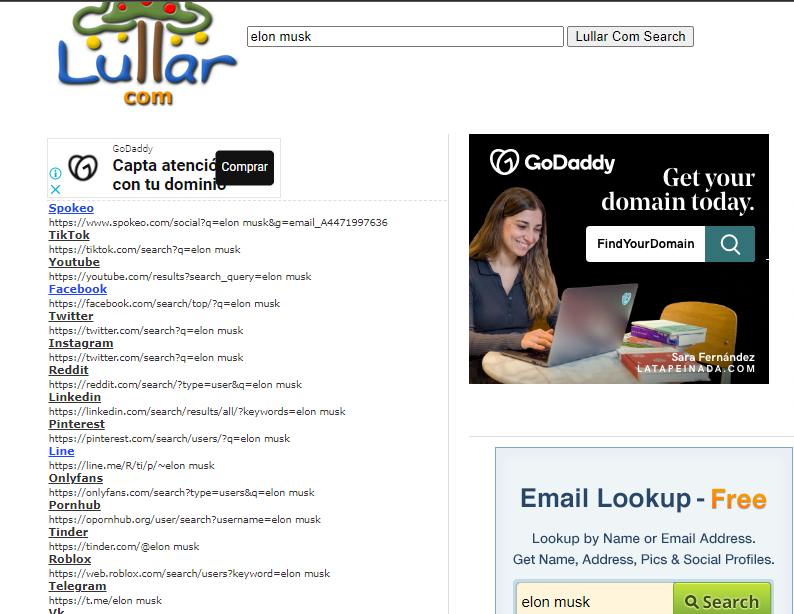 Lullar
com
elon musk
Lullar Com Search
GoDaddy
Capta atenció
con tu dominio
Comprar
Spokeo
https://www.spokeo.com/social?q=elon musk&g=email_A4471997636
TikTok
https://tiktok.com/search?q=elon musk
Youtube
https://youtube.com/results?search_query=elon musk
Facebook
https://facebook.com/search/top/?q=elon musk
Twitter
https://twitter.com/search?q=elon musk
Instagram
https://twitter.com/search?q=elon musk
Reddit
https://reddit.com/search/?type=user&q=elon musk
Linkedin
https://linkedin.com/search/results/all/?keywords=elon musk
Pinterest
https://pinterest.com/search/users/?q=elon musk
Line
https://line.me/R/ti/p/~elon musk
Onlyfans
https://onlyfans.com/search?type=users&q=elon musk
Pornhub
https://opornhub.org/user/search?username=elon musk
Tinder
https://tinder.com/@elon musk
Roblox
https://web.roblox.com/search/users?keyword=elon musk
Telegram
https://t.me/elon musk
Vk
GoDaddy
Get your
domain today.
FindYourDomain
Sara Fernández
LATAPEINADA.COM
Email Lookup - Free
Lookup by Name or Email Address.
Get Name, Address, Pics & Social Profiles.
elon musk
Search